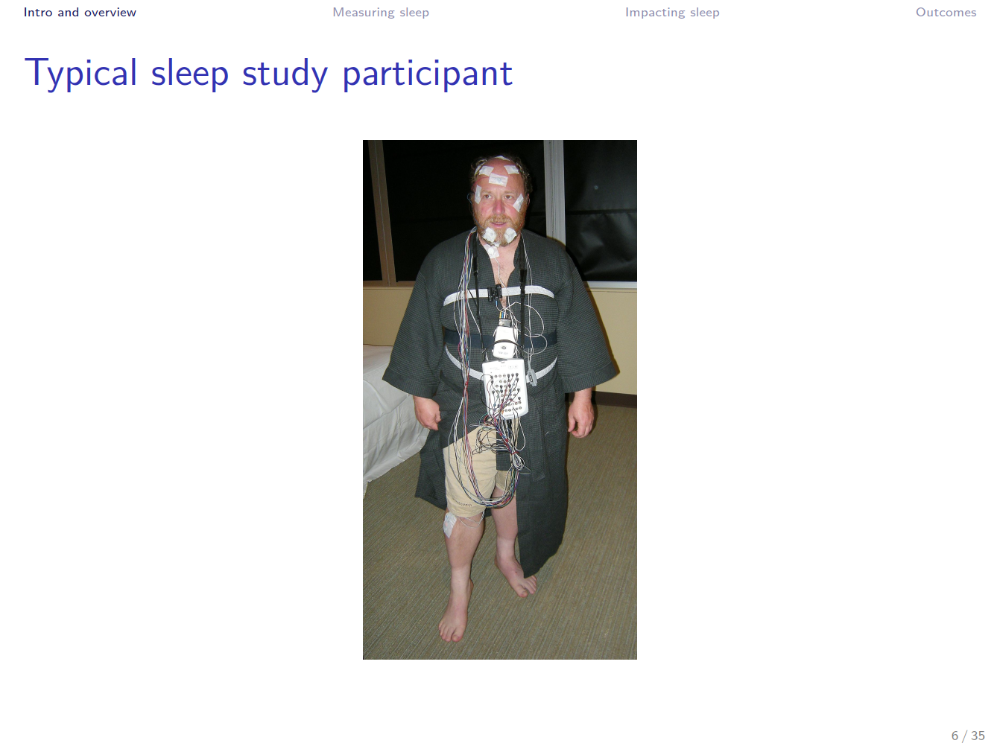 Intro and overview
Measuring sleep
Impacting sleep
Outcomes
Typical sleep study participant
6 / 35